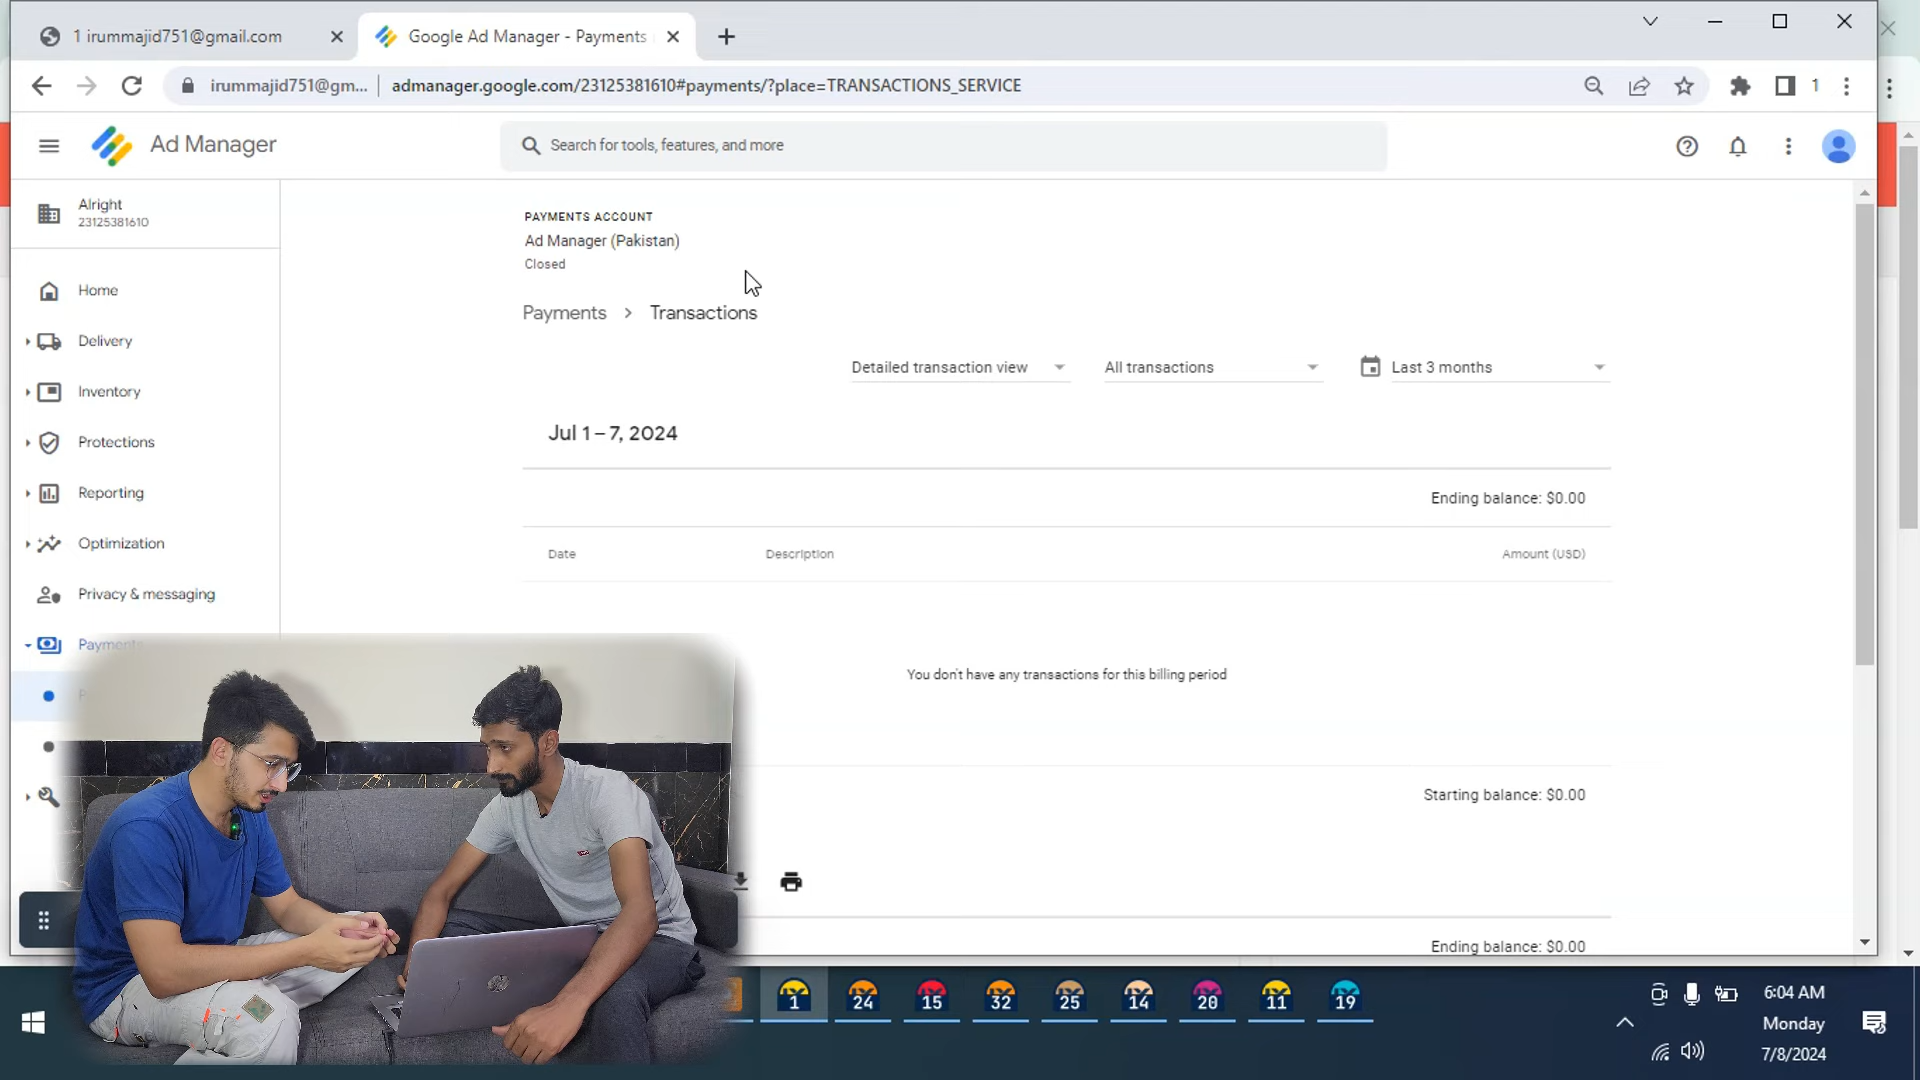 1 irummajid751@gmail.com
Google Ad Manager - Payments
irummajid751@gm...
admanager.google.com/23125381610#payments/?place=TRANSACTIONS_SERVICE
1
Ad Manager
Search for tools, features, and more
Alright
23125381610
PAYMENTS ACCOUNT
Ad Manager (Pakistan)
Closed
Payments > Transactions
Home
Delivery
Inventory
Protections
Reporting
Optimization
Privacy & messaging
Payments
Detailed transaction view
All transactions
Last 3 months
Jul 1 – 7, 2024
Ending balance: $0.00
Date
Description
Amount (USD)
You don't have any transactions for this billing period
Starting balance: $0.00
Ending balance: $0.00
1
24
15
32
25
14
20
11
19
6:04 AM
Monday
7/8/2024